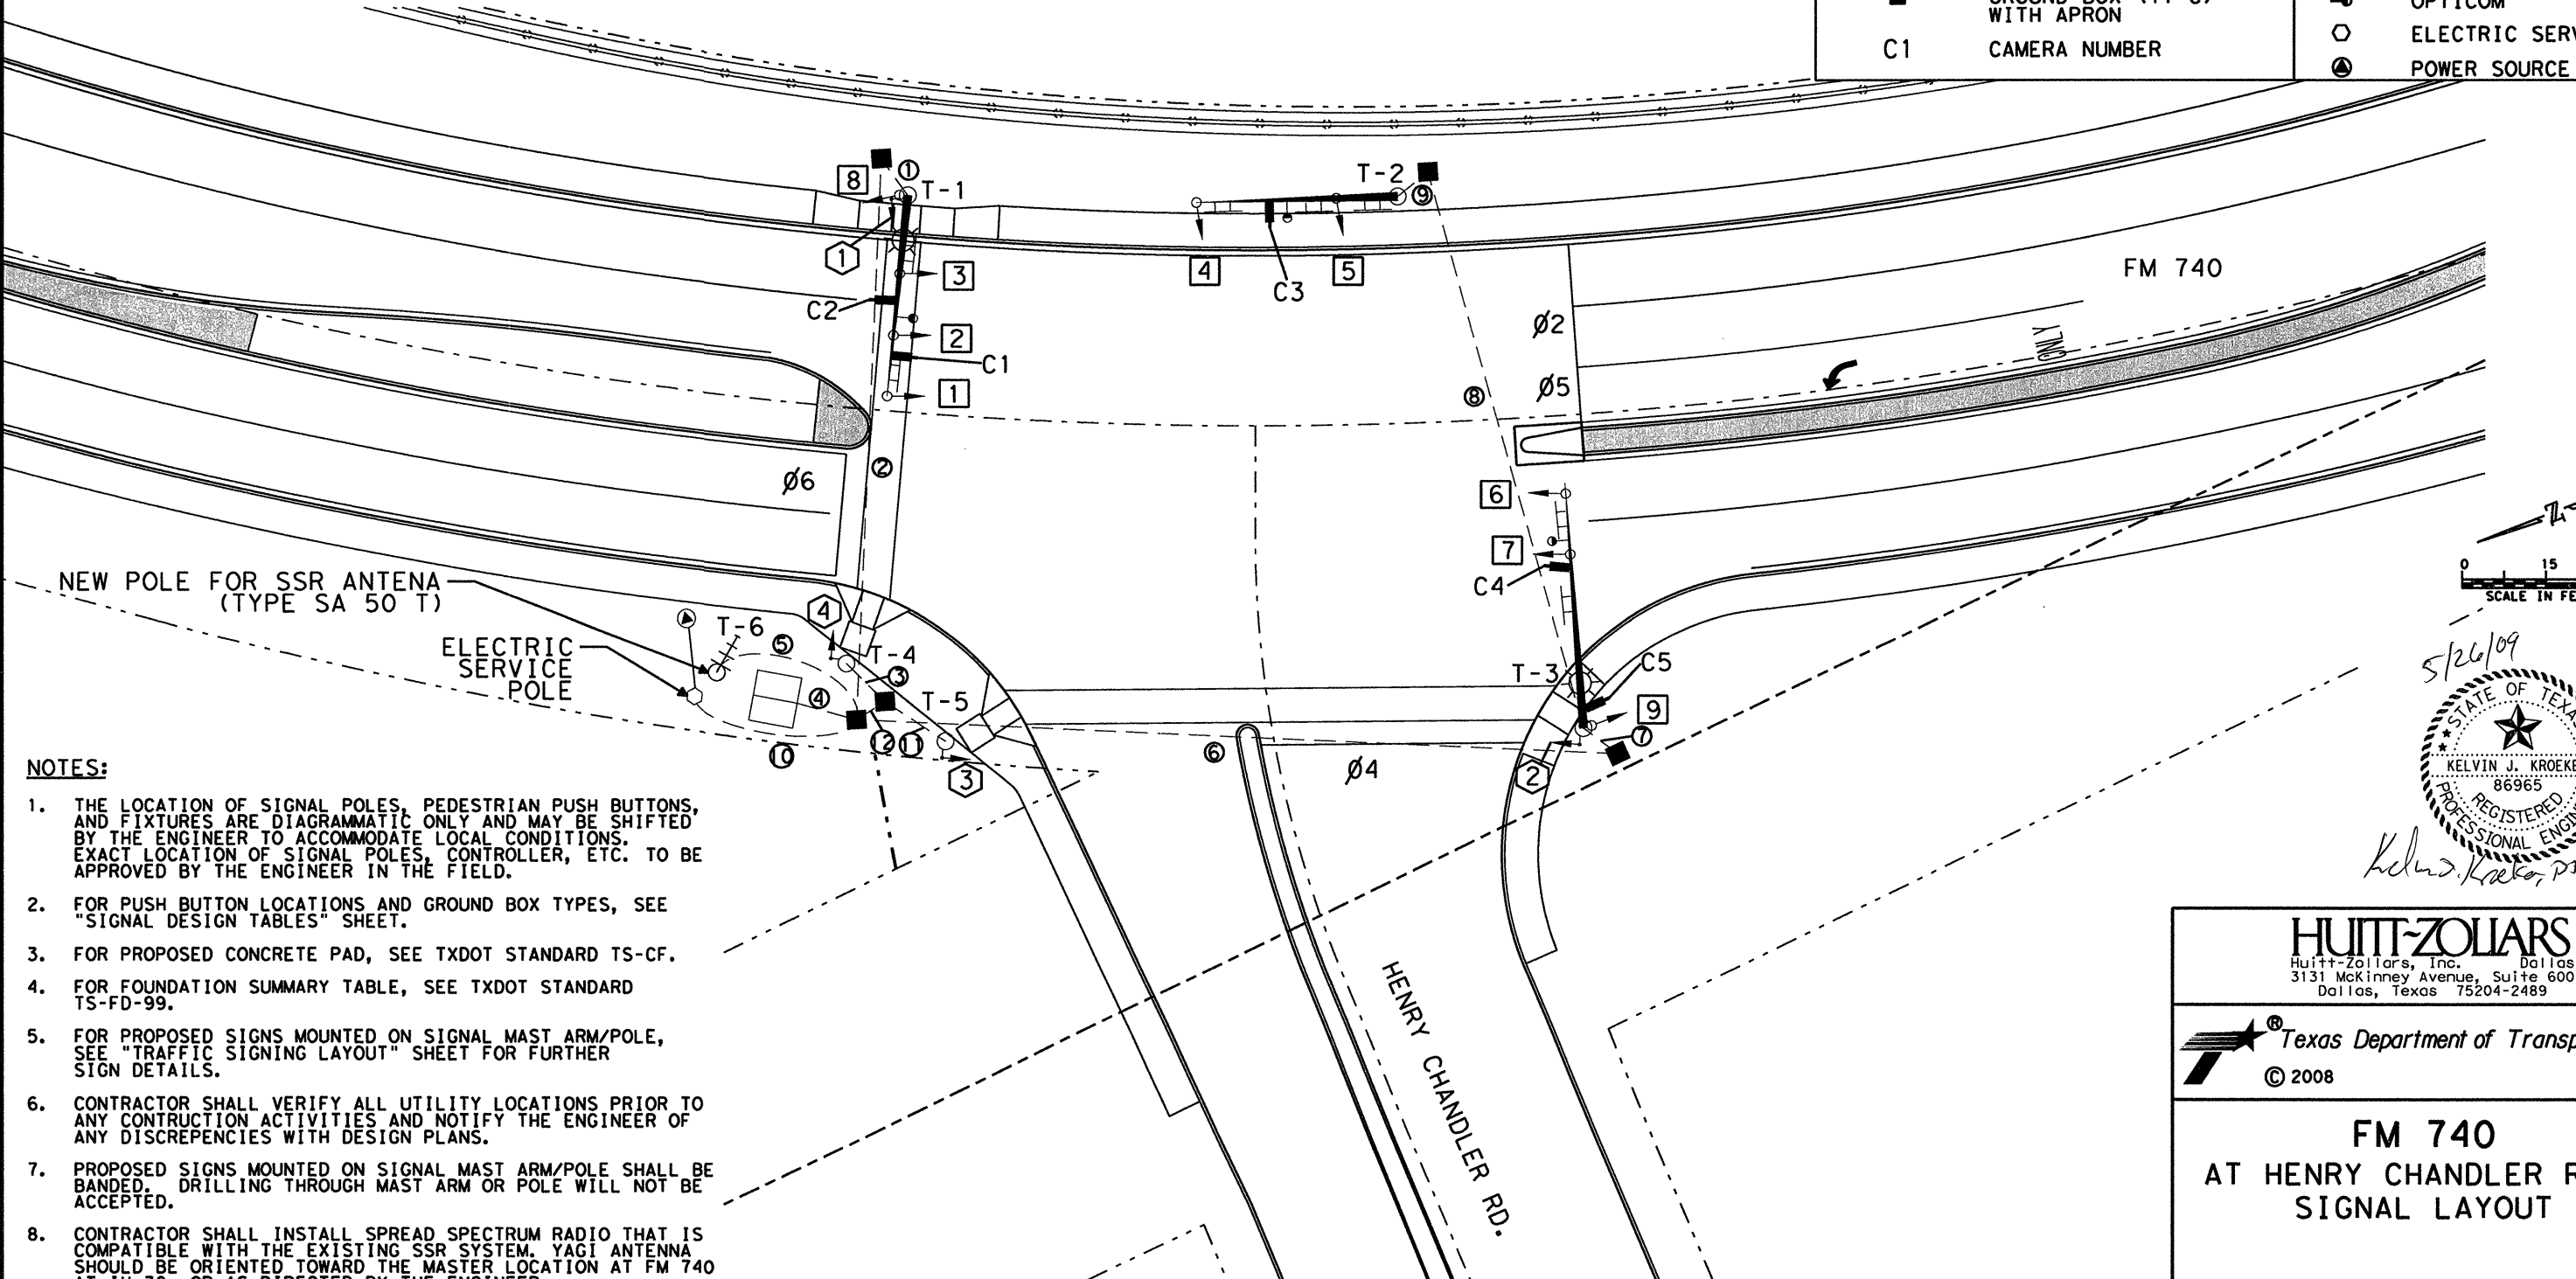 WITH APRON
C1 CAMERA NUMBER
OPTICOM
POWER SOURCE
8
1
T-1
T-2
9
1
3
4
5
C2
C3
FM 740
2
C1
1
Ø2
Ø5
8
ONLY
2
Ø6
6
7
C4
NEW POLE FOR SSR ANTENA
(TYPE SA 50 T)
ELECTRIC
SERVICE
POLE
4
T-6
5
T-4
3
4
T-5
10
12
11
3
6
Ø4
T-3
C5
9
7
2
Z
0 15
5/26/09
STATE OF
KELVIN J.
86965
REGISTERED
NOTES:
1. THE LOCATION OF SIGNAL POLES, PEDESTRIAN PUSH BUTTONS,
AND FIXTURES ARE DIAGRAMMATIC ONLY AND MAY BE SHIFTED
BY THE ENGINEER TO ACCOMMODATE LOCAL CONDITIONS.
EXACT LOCATION OF SIGNAL POLES, CONTROLLER, ETC. TO BE
APPROVED BY THE ENGINEER IN THE FIELD.
2. FOR PUSH BUTTON LOCATIONS AND GROUND BOX TYPES, SEE
"SIGNAL DESIGN TABLES" SHEET.
3. FOR PROPOSED CONCRETE PAD, SEE TXDOT STANDARD TS-CF.
4. FOR FOUNDATION SUMMARY TABLE, SEE TXDOT STANDARD
TS-FD-99.
5. FOR PROPOSED SIGNS MOUNTED ON SIGNAL MAST ARM/POLE,
SEE "TRAFFIC SIGNING LAYOUT" SHEET FOR FURTHER
SIGN DETAILS.
6. CONTRACTOR SHALL VERIFY ALL UTILITY LOCATIONS PRIOR TO
ANY CONTRUCTION ACTIVITIES AND NOTIFY THE ENGINEER OF
ANY DISCREPENCIES WITH DESIGN PLANS.
7. PROPOSED SIGNS MOUNTED ON SIGNAL MAST ARM/POLE SHALL BE
BANDED. DRILLING THROUGH MAST ARM OR POLE WILL NOT BE
ACCEPTED.
8. CONTRACTOR SHALL INSTALL SPREAD SPECTRUM RADIO THAT IS
COMPATIBLE WITH THE EXISTING SSR SYSTEM. YAGI ANTENNA
SHOULD BE ORIENTED TOWARD THE MASTER LOCATION AT FM 740
HENRY CHANDLER RD.
HUITT-ZOLLARS
Huitt-Zollars, Inc. Dallas
3131 McKinney Avenue, Suite 600
Dallas, Texas 75204-2489
® Texas Department of
© 2008
FM 740
AT HENRY CHANDLER
SIGNAL LAYOUT